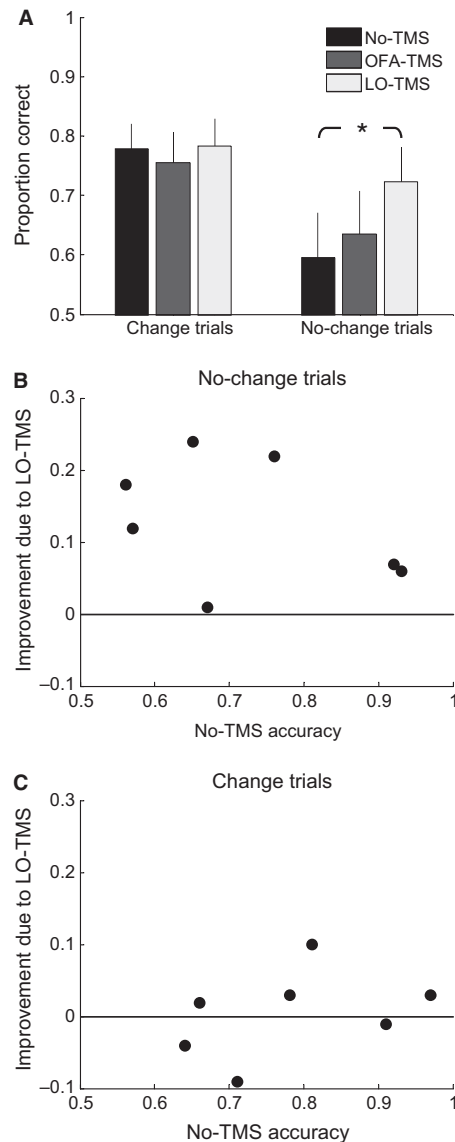 A
1
0.9
0.8
0.7
0.6
0.5
Proportion correct
No-TMS
OFA-TMS
LO-TMS
*
Change trials
No-change trials
B
No-change trials
0.3
0.2
0.1
0
–0.1
Improvement due to LO-TMS
0.5 0.6 0.7 0.8 0.9 1
No-TMS accuracy
C
Change trials
0.3
0.2
0.1
0
–0.1
Improvement due to LO-TMS
0.5 0.6 0.7 0.8 0.9 1
No-TMS accuracy